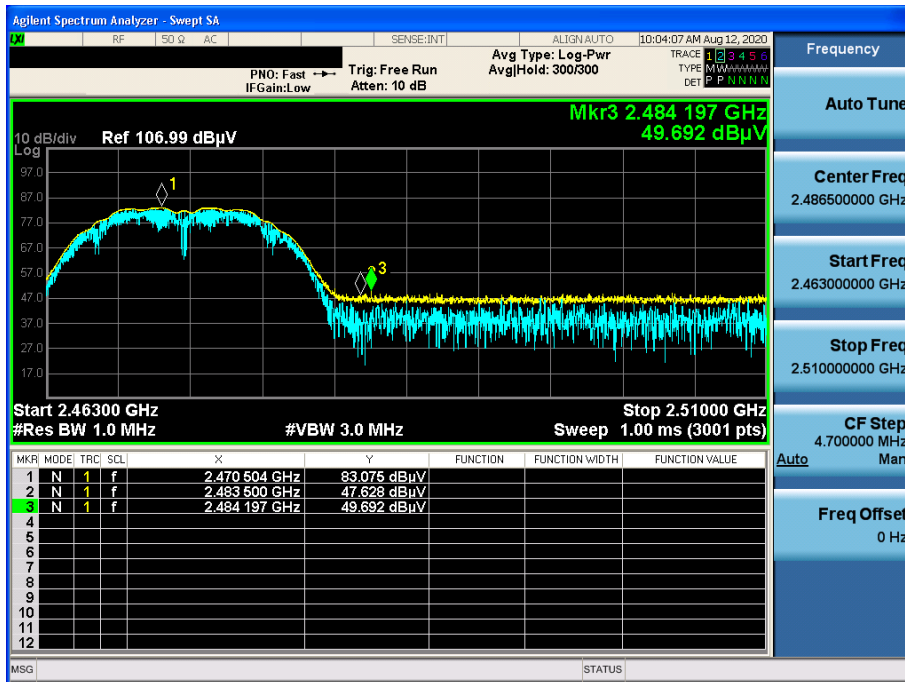 Agilent Spectrum Analyzer - Swept SA
LXI RF 50 Ω AC SENSE:INT ALIGN AUTO 10:04:07 AM Aug 12, 2020
PNO: Fast Trig: Free Run Avg Type: Log-Pwr TRACE 1 2 3 4 5 6
IFGain:Low Atten: 10 dB Avg|Hold: 300/300 TYPE M W W W W W
DET P P N N N N
Mkr3 2.484 197 GHz
49.692 dBµV
10 dB/div Ref 106.99 dBµV
Log
97.0
87.0
77.0
67.0
57.0
47.0
37.0
27.0
17.0
1
3
Start 2.46300 GHz Stop 2.51000 GHz
#Res BW 1.0 MHz #VBW 3.0 MHz Sweep 1.00 ms (3001 pts)
MKR MODE TRC SCL X Y FUNCTION FUNCTION WIDTH FUNCTION VALUE
1 N 1 f 2.470 504 GHz 83.075 dBµV
2 N 1 f 2.483 500 GHz 47.628 dBµV
3 N 1 f 2.484 197 GHz 49.692 dBµV
4
5
6
7
8
9
10
11
12
MSG STATUS
Frequency
Auto Tune
Center Freq
2.486500000 GHz
Start Freq
2.463000000 GHz
Stop Freq
2.510000000 GHz
CF Step
4.700000 MHz
Auto Man
Freq Offset
0 Hz